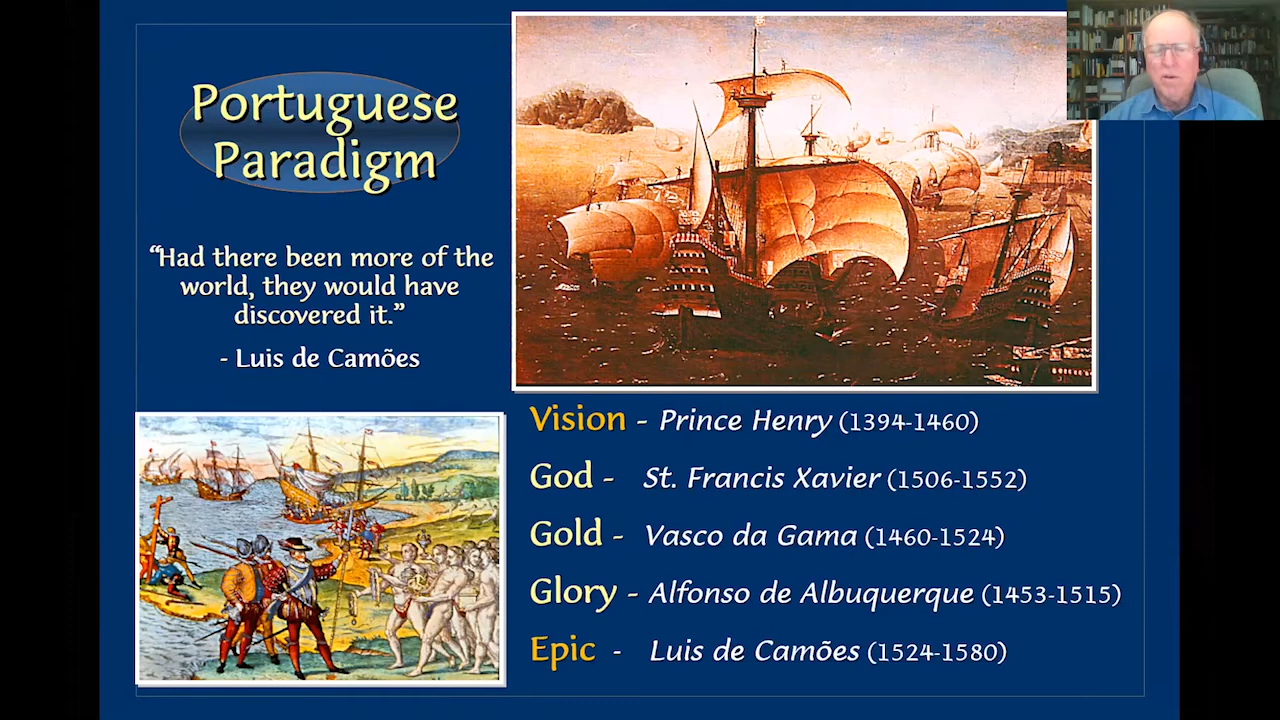 Portuguese
Paradigm
“Had there been more of the
world, they would have
discovered it.”
- Luis de Camões
Vision - Prince Henry (1394-1460)
God - St. Francis Xavier (1506-1552)
Gold - Vasco da Gama (1460-1524)
Glory - Alfonso de Albuquerque (1453-1515)
Epic - Luis de Camões (1524-1580)